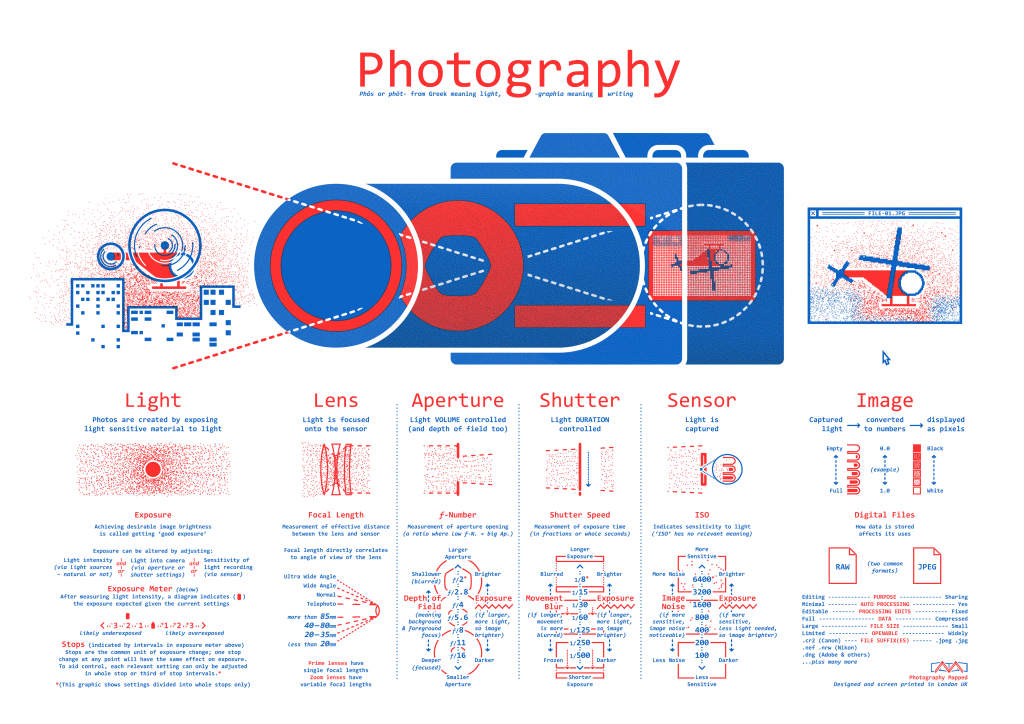 Photography
Phōs or phōt- from Greek meaning light, -graphia meaning writing
FILE-01.JPG
Light
Photos are created by exposing
light sensitive material to light
Exposure
Achieving desirable image brightness
is called getting 'good exposure'
Exposure can be altered by adjusting:
Light intensity
(via light sources
- natural or not)
and
or
Light into camera
(via aperture or
shutter settings)
and
or
Sensitivity of
light recording
(via sensor)
Exposure Meter (below)
After measuring light intensity, a diagram indicates ( )
the exposure expected given the current settings
-3··-2··-1·· ··1··2··3··
likely underexposed likely overexposed
Stops (indicated by intervals in exposure meter above)
Stops are the common unit of exposure change; one stop
change at any point will have the same effect on exposure.
To aid control, each relevant setting can only be adjusted
in whole stop or third of stop intervals.*
*(This graphic shows settings divided into whole stops only)
Lens
Light is focused
onto the sensor
Focal Length
Measurement of effective distance
between the lens and sensor
Focal length directly correlates
to angle of view of the lens
Ultra Wide Angle
Wide Angle
Normal
Telephoto
more than 85mm
40-80mm
20-35mm
less than 20mm
Prime lenses have
single focal lengths
Zoom lenses have
variable focal lengths
Aperture
Light VOLUME controlled
(and depth of field too)
ƒ-Number
Measurement of aperture opening
(a ratio where low f-N. = big Ap.)
Larger
Aperture
Shallower
(blurred)
Brighter
ƒ/2⁺
ƒ/2.8
ƒ/4
ƒ/5.6
ƒ/8
ƒ/11
ƒ/16
Depth of
Field
(meaning
background
& foreground
focus)
Exposure
(if larger,
more light,
so image
brighter)
Deeper
(focused)
Darker
Smaller
Aperture
Shutter
Light DURATION
controlled
Shutter Speed
Measurement of exposure time
(in fractions or whole seconds)
Longer
Exposure
Blurred
Brighter
1/8⁺
1/15
1/30
1/60
1/125
1/250
1/500
Movement
Blur
(if longer,
movement
is more
blurred)
Exposure
(if longer,
more light,
so image
brighter)
Frozen
Darker
Shorter
Exposure
Sensor
Light is
captured
ISO
Indicates sensitivity to light
('ISO' has no relevant meaning)
More
Sensitive
More Noise
Brighter
6400⁺
3200
1600
800
400
200
100
Image
Noise
(if more
sensitive,
image noise
noticeable)
Exposure
(if more
sensitive,
less light needed,
so image brighter)
Less Noise
Darker
Less
Sensitive
Image
Captured
light
converted
to numbers
displayed
as pixels
Empty
Full
0.0
(example)
1.0
Black
White
Digital Files
How data is stored
affects its uses
RAW
(two common
formats)
JPEG
Editing PURPOSE Sharing
Minimal AUTO PROCESSING Yes
Editable PROCESSING EDITS Fixed
Full DATA Compressed
Large FILE SIZE Small
Limited OPENABLE Widely
.cr2 (Canon) FILE SUFFIX(ES) .jpeg .jpg
.nef .nrw (Nikon)
.dng (Adobe & others)
...plus many more
Photography Mapped
Designed and screen printed in London UK